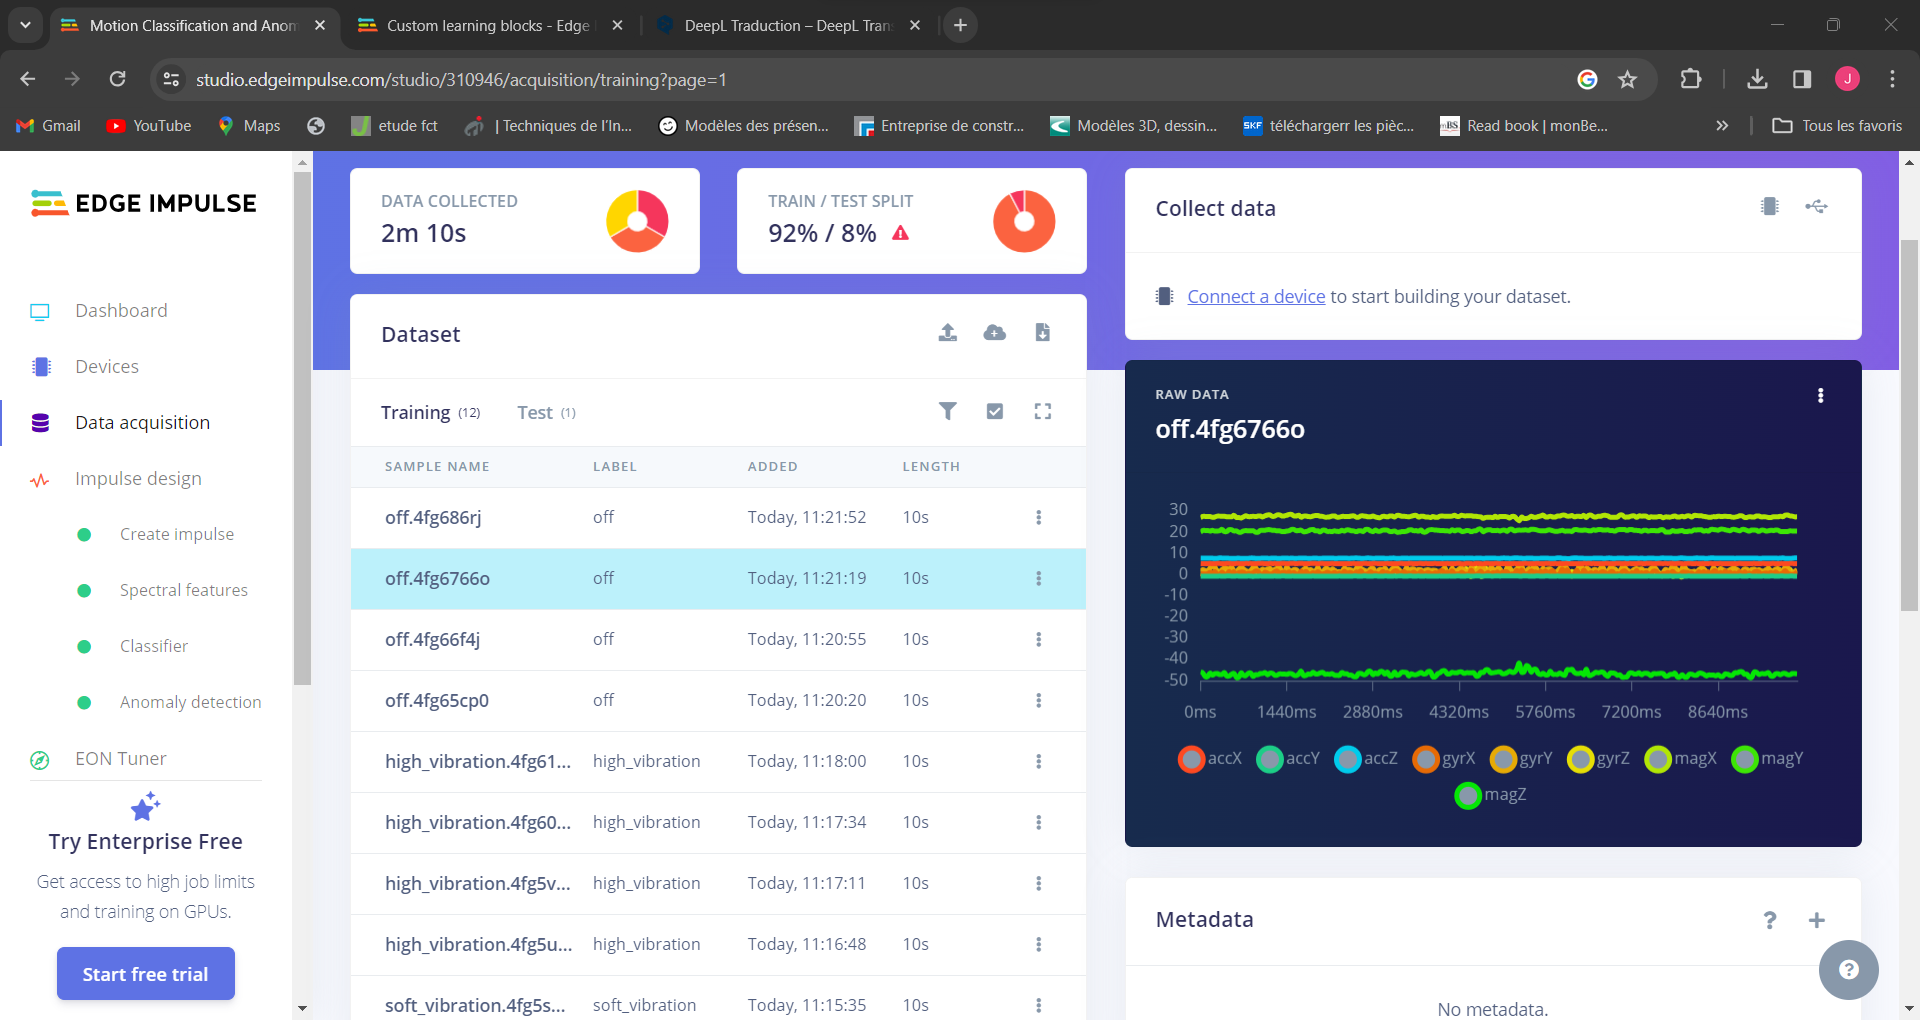 Motion Classification and Anom
Custom learning blocks - Edge
DeepL Traduction – DeepL Tran
studio.edgeimpulse.com/studio/310946/acquisition/training?page=1
J
Gmail
YouTube
Maps
etude fct
| Techniques de l'In...
Modèles des présen...
Entreprise de constr...
Modèles 3D, dessin...
SKF
téléchargerr les pièc...
Read book | monBe...
»
Tous les favoris
EDGE IMPULSE
Dashboard
Devices
Data acquisition
Impulse design
Create impulse
Spectral features
Classifier
Anomaly detection
EON Tuner
Try Enterprise Free
Get access to high job limits
and training on GPUs.
Start free trial
DATA COLLECTED
2m 10s
TRAIN / TEST SPLIT
92% / 8%
Dataset
Training (12) Test (1)
SAMPLE NAME LABEL ADDED LENGTH
off.4fg686rj off Today, 11:21:52 10s
off.4fg6766o off Today, 11:21:19 10s
off.4fg66f4j off Today, 11:20:55 10s
off.4fg65cp0 off Today, 11:20:20 10s
high_vibration.4fg61... high_vibration Today, 11:18:00 10s
high_vibration.4fg60... high_vibration Today, 11:17:34 10s
high_vibration.4fg5v... high_vibration Today, 11:17:11 10s
high_vibration.4fg5u... high_vibration Today, 11:16:48 10s
soft_vibration.4fg5s... soft_vibration Today, 11:15:35 10s
Collect data
Connect a device to start building your dataset.
RAW DATA
off.4fg6766o
30
20
10
0
-10
-20
-30
-40
-50
0ms 1440ms 2880ms 4320ms 5760ms 7200ms 8640ms
accX accY accZ gyrX gyrY gyrZ magX magY
magZ
Metadata
? +
?
No metadata.